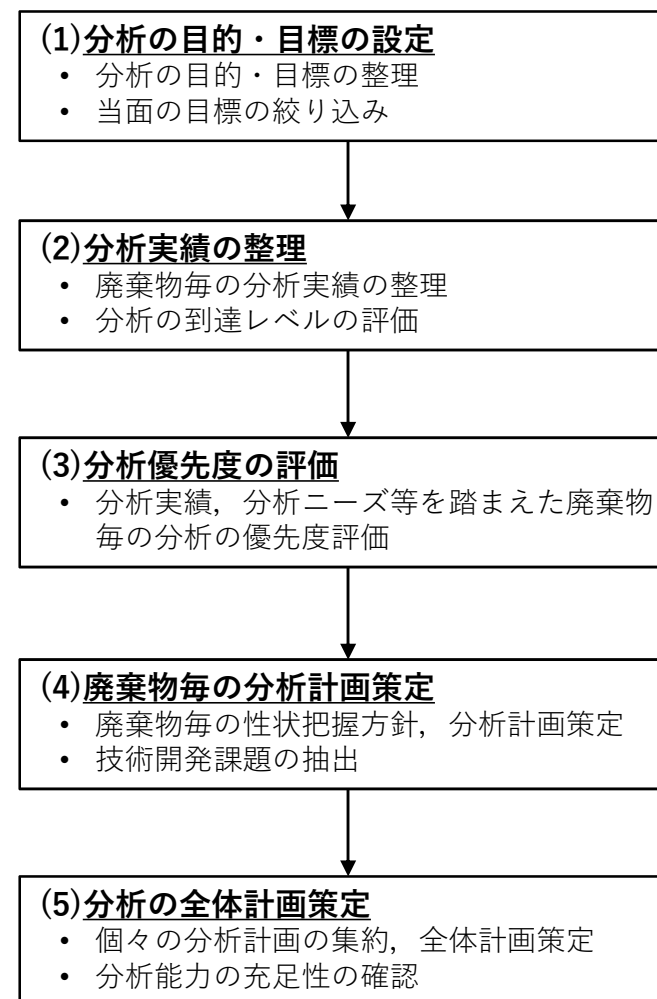 (1)分析の目的・目標の設定
• 分析の目的・目標の整理
• 当面の目標の絞り込み
(2)分析実績の整理
• 廃棄物毎の分析実績の整理
• 分析の到達レベルの評価
(3)分析優先度の評価
• 分析実績，分析ニーズ等を踏まえた廃棄物
毎の分析の優先度評価
(4)廃棄物毎の分析計画策定
• 廃棄物毎の性状把握方針，分析計画策定
• 技術開発課題の抽出
(5)分析の全体計画策定
• 個々の分析計画の集約，全体計画策定
• 分析能力の充足性の確認